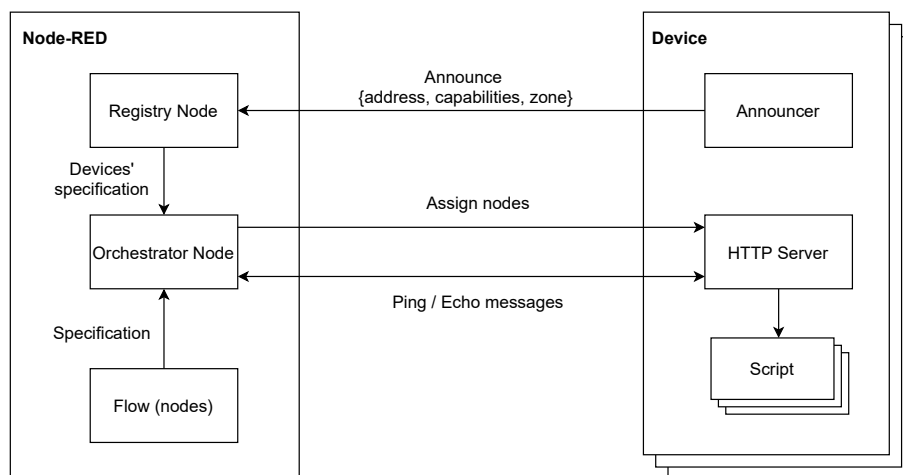 Node-RED
Device
Announce
{address, capabilities, zone}
Registry Node
Announcer
Devices'
specification
Assign nodes
Orchestrator Node
HTTP Server
Ping / Echo messages
Specification
Script
Flow (nodes)